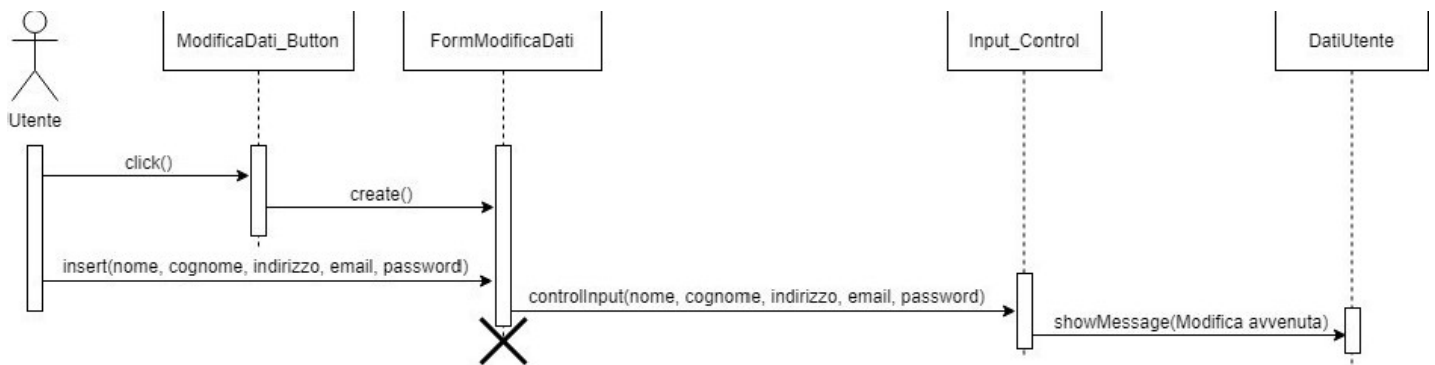 ModificaDati_Button
FormModificaDati
Input_Control
DatiUtente
Utente
click()
create()
insert(nome, cognome, indirizzo, email, password)
controlInput(nome, cognome, indirizzo, email, password)
showMessage(Modifica avvenuta)